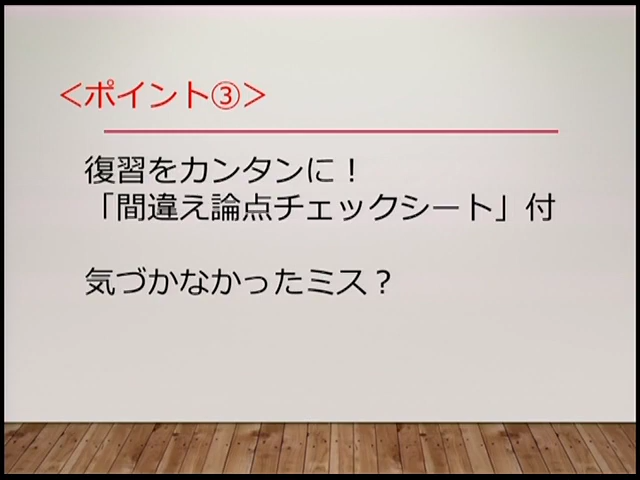 ＜ポイント③＞
復習をカンタンに！
「間違え論点チェックシート」付
気づかなかったミス？